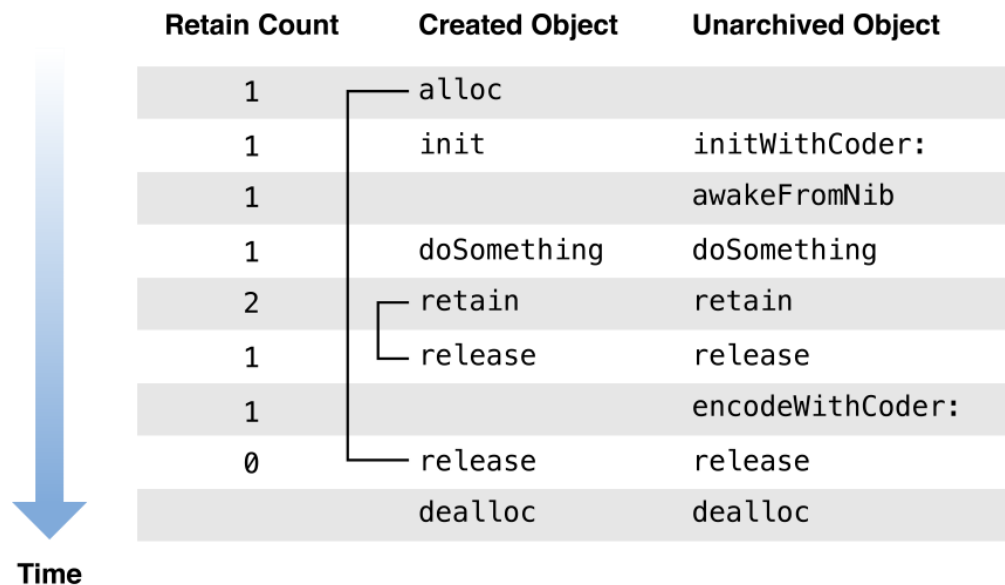 Retain Count Created Object Unarchived Object
1 alloc
1 init initWithCoder:
1 awakeFromNib
1 doSomething doSomething
2 retain retain
1 release release
1 encodeWithCoder:
0 release release
dealloc dealloc
Time